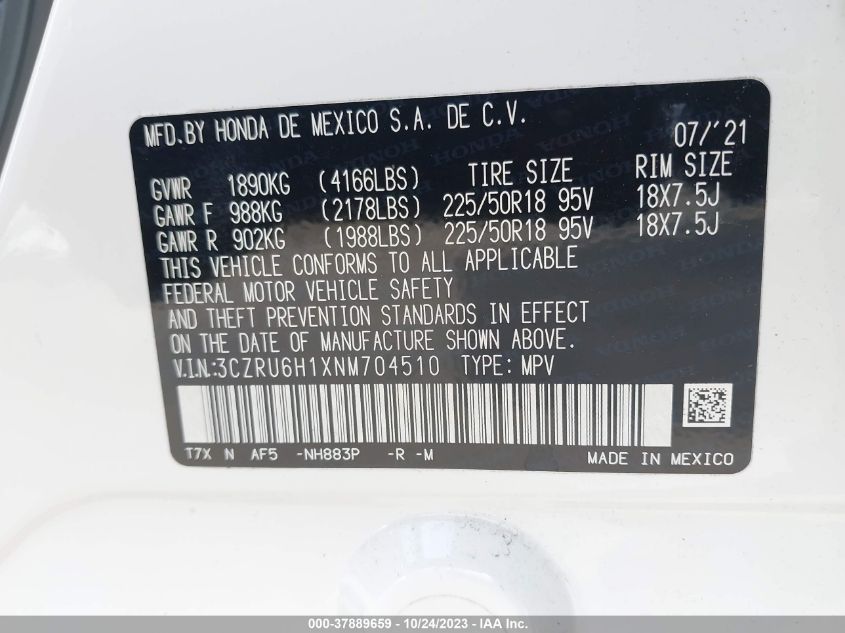 MFD.BY HONDA DE MEXICO S.A. DE C.V. 07/'21
GVWR 1890KG (4166LBS) TIRE SIZE RIM SIZE
GAWR F 988KG (2178LBS) 225/50R18 95V 18X7.5J
GAWR R 902KG (1988LBS) 225/50R18 95V 18X7.5J
THIS VEHICLE CONFORMS TO ALL APPLICABLE
FEDERAL MOTOR VEHICLE SAFETY
AND THEFT PREVENTION STANDARDS IN EFFECT
ON THE DATE OF MANUFACTURE SHOWN ABOVE.
V.I.N.:3CZRU6H1XNM704510 TYPE: MPV
T7X N AF5 -NH883P -R -M MADE IN MEXICO
000-37889659 - 10/24/2023 - IAA Inc.